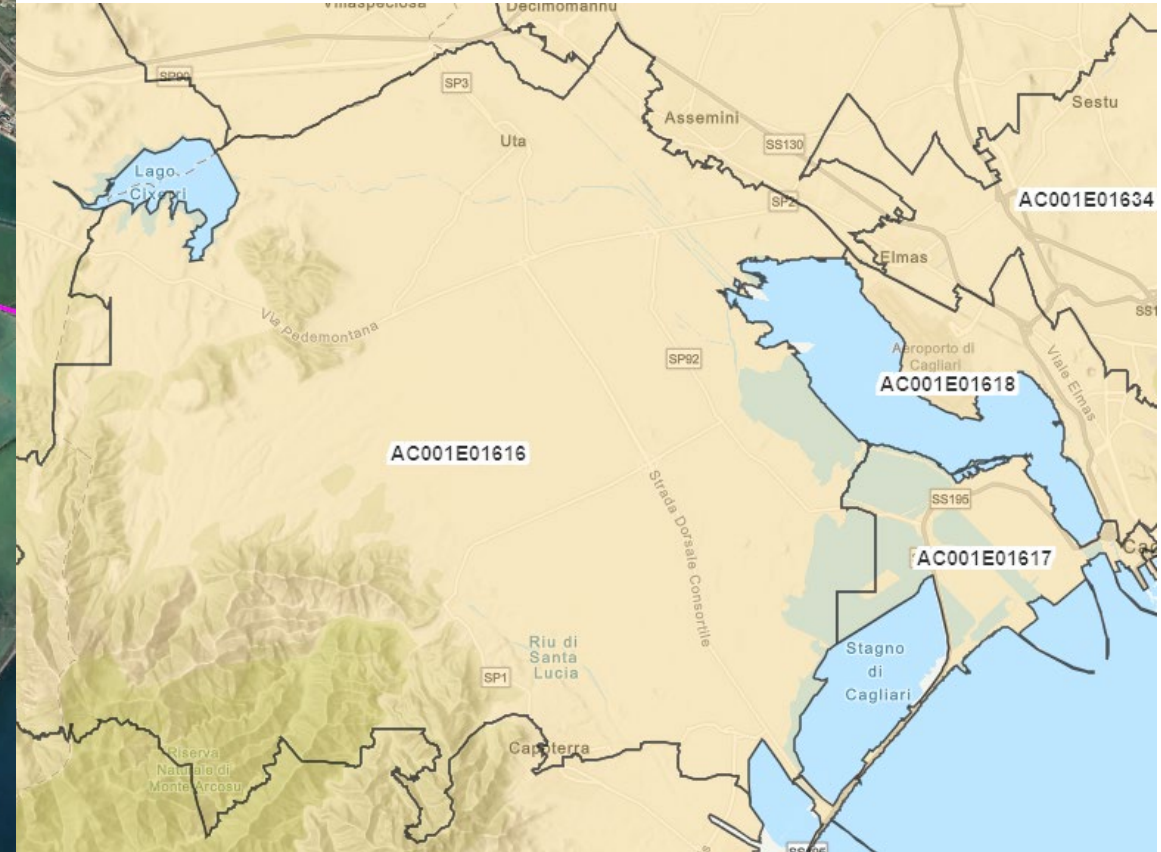 Villaspeciosa
Decimomannu
SP90
SP3
Sestu
Assemini
Uta
SS130
Lago
Cixerri
AC001E01634
SP2
Elmas
Via Pedemontana
SP92
Aeroporto di
Cagliari
Viale Elmas
AC001E01618
AC001E01616
Strada Dorsale Consortile
SS195
AC001E01617
Riu di
Santa
Lucia
Stagno
di
Cagliari
SP1
Capoterra
Riserva
Naturale di
Monte Arcosu
SS195